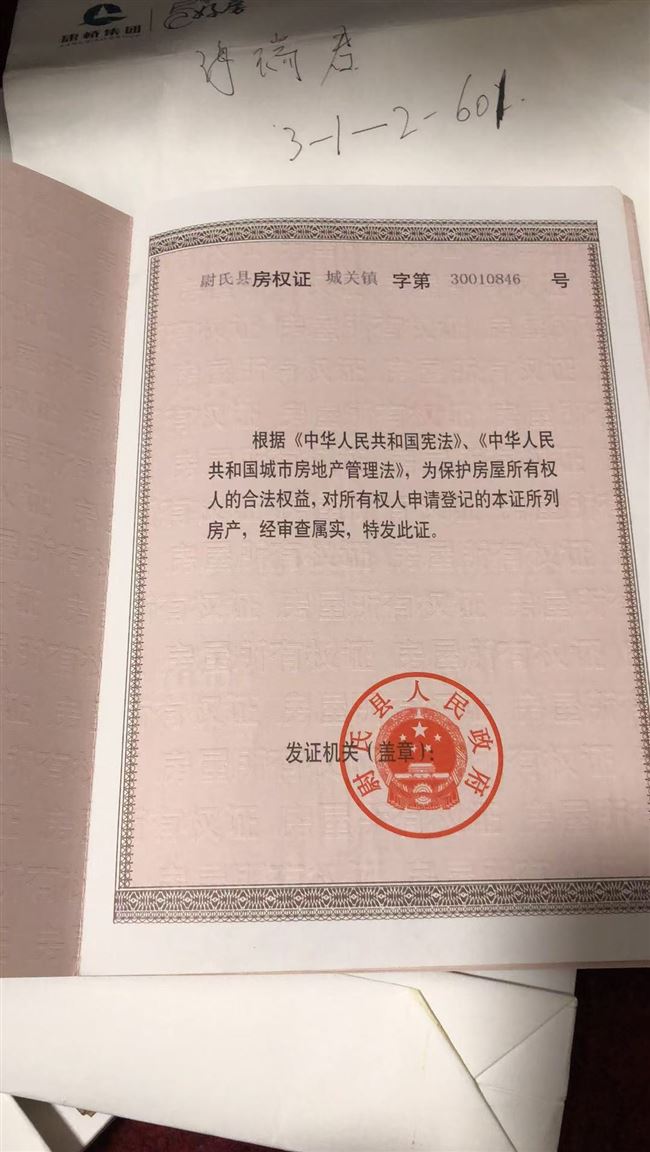 建桥集团
3-1-2-601.
尉氏县房权证 城关镇 字第 30010846 号
根据《中华人民共和国宪法》、《中华人民
共和国城市房地产管理法》,为保护房屋所有权
人的合法权益,对所有权人申请登记的本证所列
房产,经审查属实,特发此证。
发证机关(盖章):
尉氏县人民政府